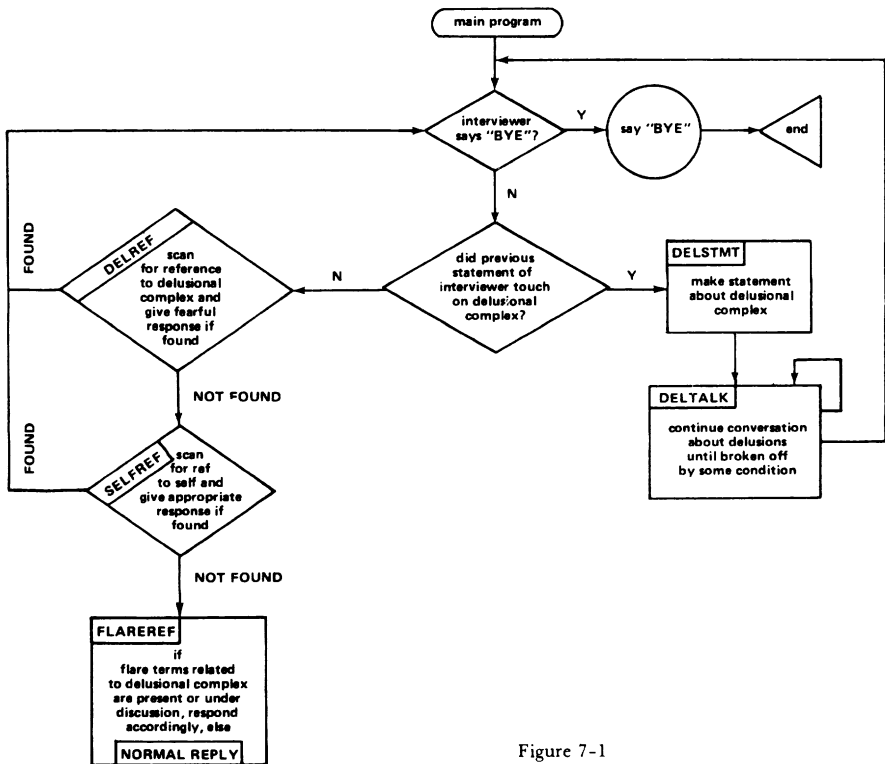 main program
interviewer
says "BYE"?
Y
say "BYE"
end
N
did previous
statement of
interviewer touch
on delusional
complex?
Y
DELSTMT
make statement
about delusional
complex
DELTALK
continue conversation
about delusions
until broken off
by some condition
N
DELREF
scan
for reference
to delusional
complex and
give fearful
response if
found
FOUND
NOT FOUND
SELFREF
scan
for ref
to self and
give appropriate
response if
found
FOUND
NOT FOUND
FLAREREF
if
flare terms related
to delusional complex
are present or under
discussion, respond
accordingly, else
NORMAL REPLY
Figure 7-1